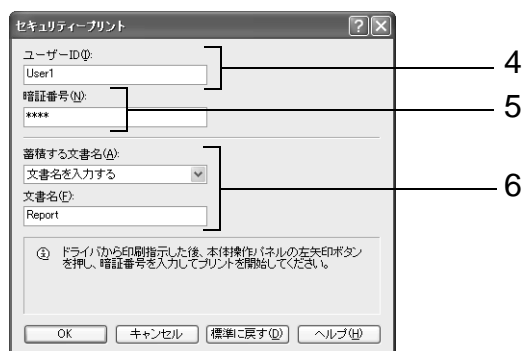 セキュリティープリント
ユーザーID(I):
User1
4
暗証番号(N):
****
5
蓄積する文書名(A):
文書名を入力する
文書名(F):
Report
6
ドライバから印刷指示した後、本体操作パネルの左矢印ボタン
を押し、暗証番号を入力してプリントを開始してください。
OK キャンセル 標準に戻す(D) ヘルプ(H)